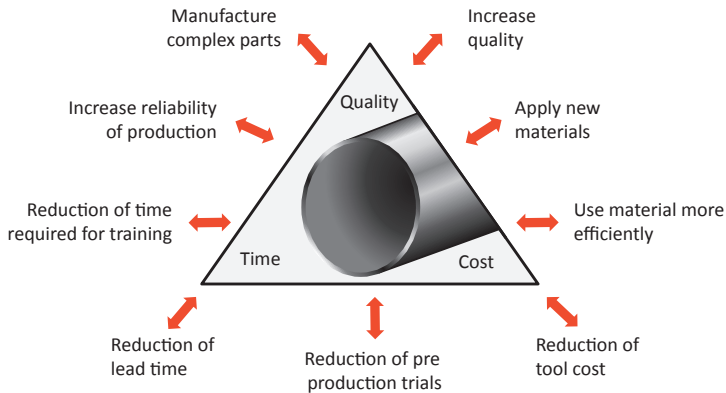 Manufacture
complex parts
Increase
quality
Quality
Increase reliability
of production
Apply new
materials
Reduction of time
required for training
Use material more
efficiently
Time
Cost
Reduction of
lead time
Reduction of pre
production trials
Reduction of
tool cost